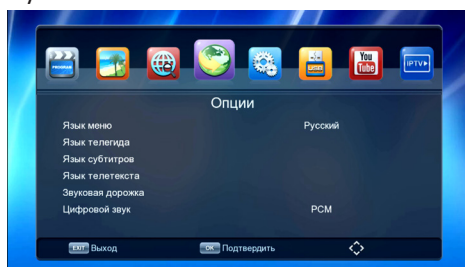 PROGRAM USB You Tube IPTV
Опции
Язык меню Русский
Язык телегида
Язык субтитров
Язык телетекста
Звуковая дорожка
Цифровой звук PCM
EXIT Выход OK Подтвердить